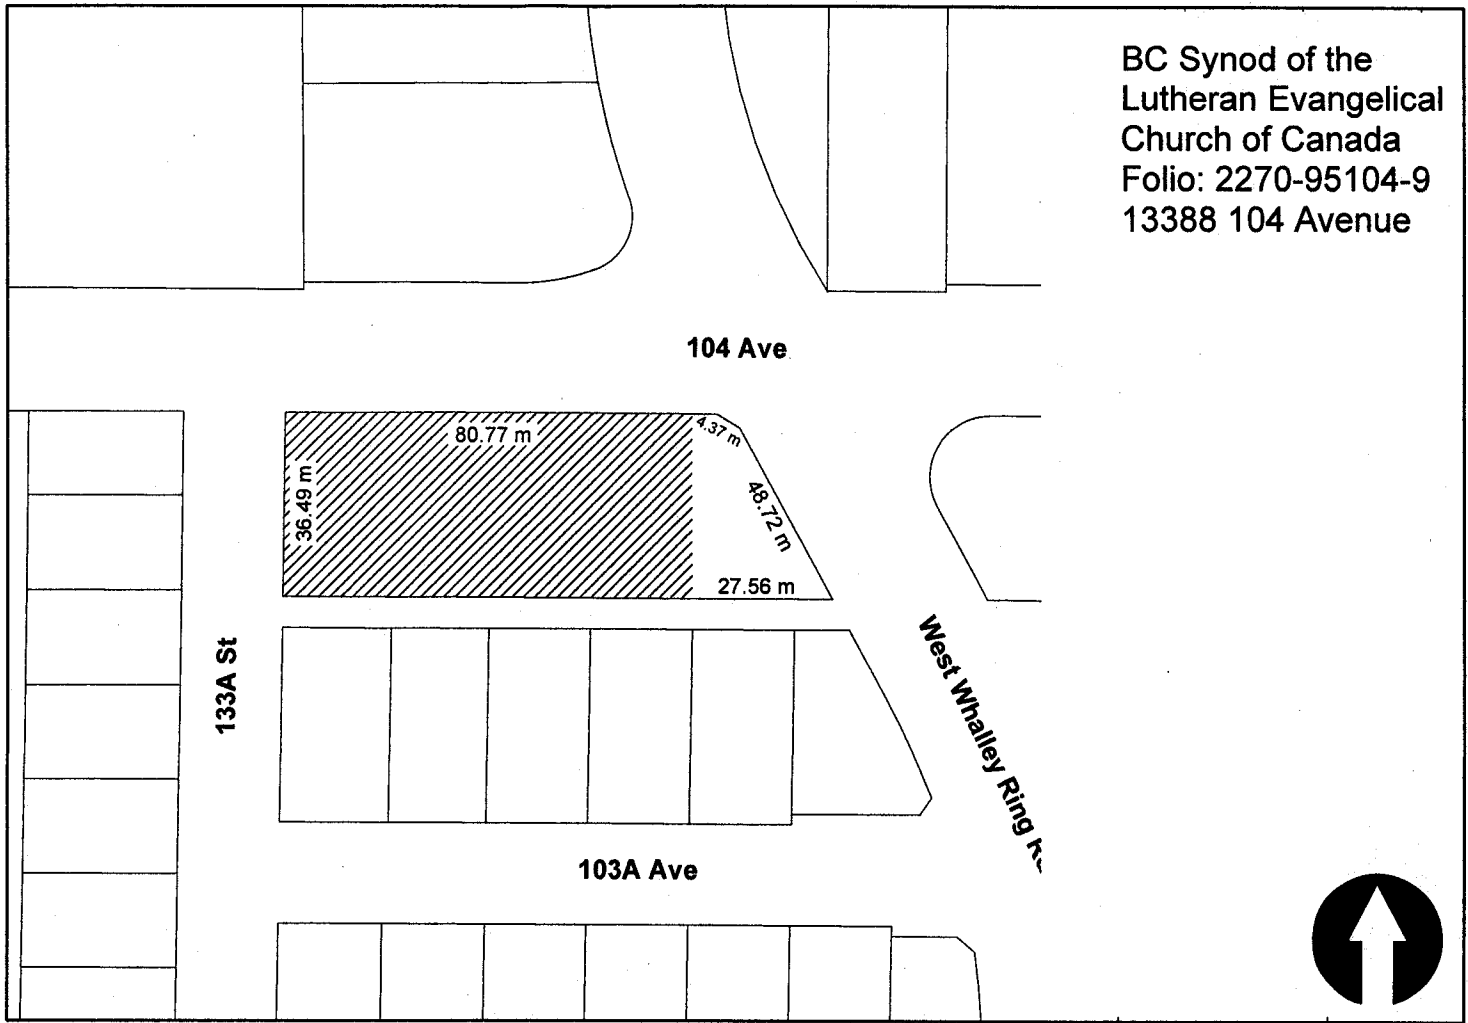 BC Synod of the
Lutheran Evangelical
Church of Canada
Folio: 2270-95104-9
13388 104 Avenue
104 Ave
80.77 m
4.37 m
36.49 m
48.72 m
27.56 m
133A St
West Whalley Ring
103A Ave